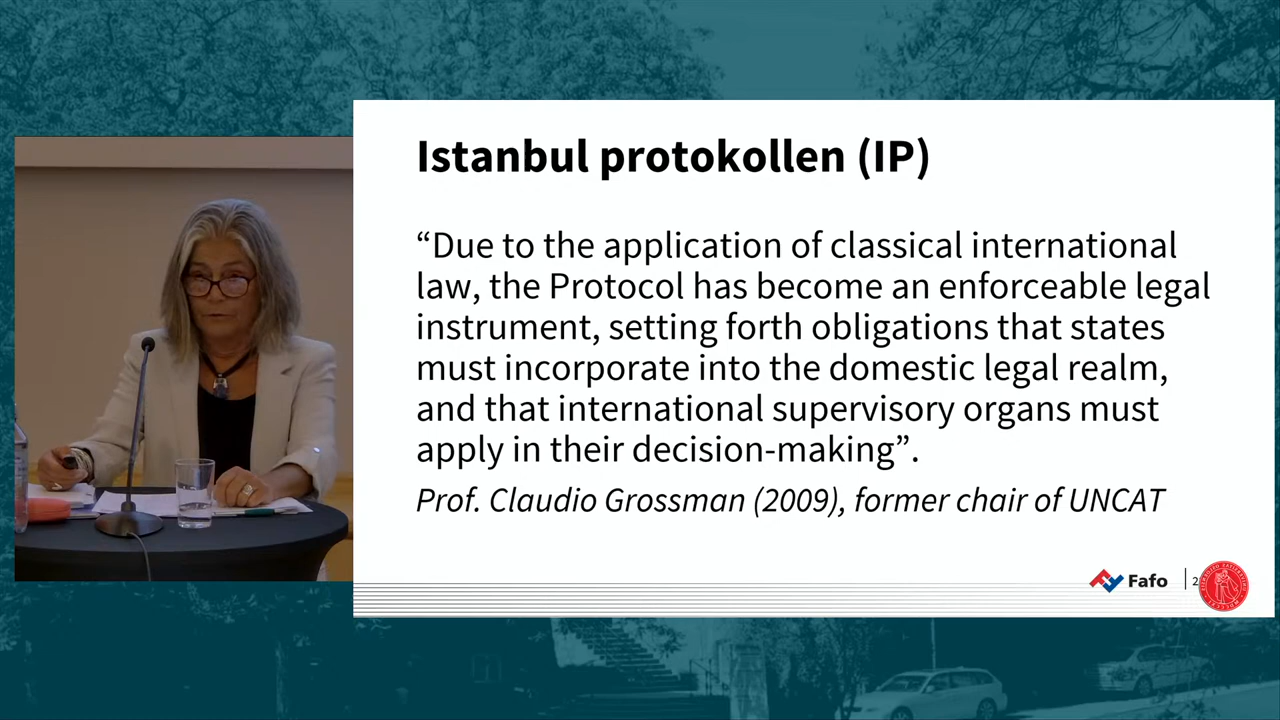 Istanbul protokollen (IP)
“Due to the application of classical international
law, the Protocol has become an enforceable legal
instrument, setting forth obligations that states
must incorporate into the domestic legal realm,
and that international supervisory organs must
apply in their decision-making”.
Prof. Claudio Grossman (2009), former chair of UNCAT
Fafo